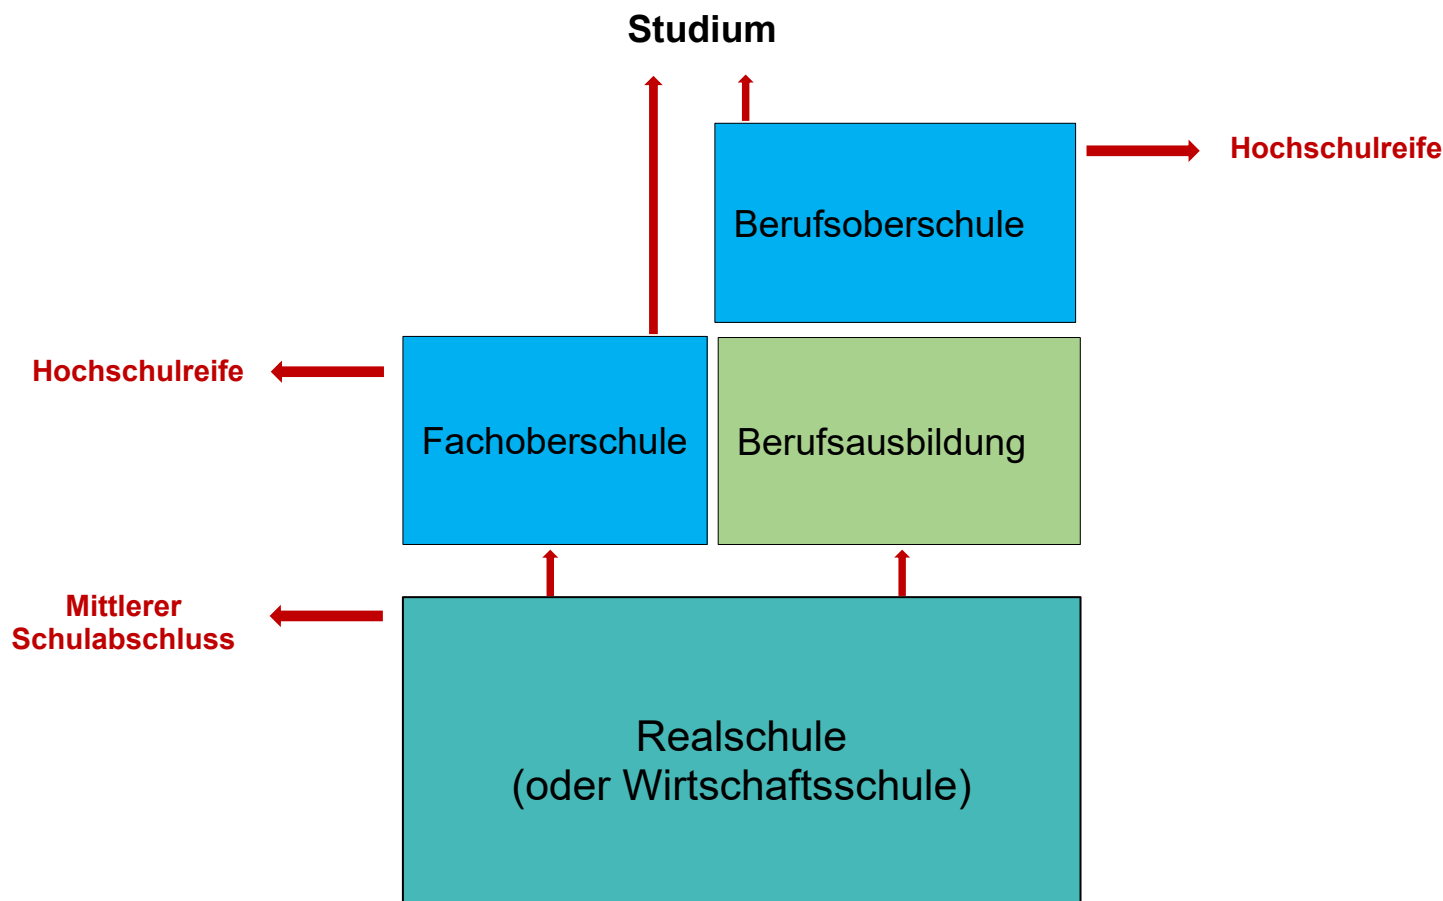 Studium
Hochschulreife
Berufsoberschule
Hochschulreife
Fachoberschule
Berufsausbildung
Mittlerer
Schulabschluss
Realschule
(oder Wirtschaftsschule)